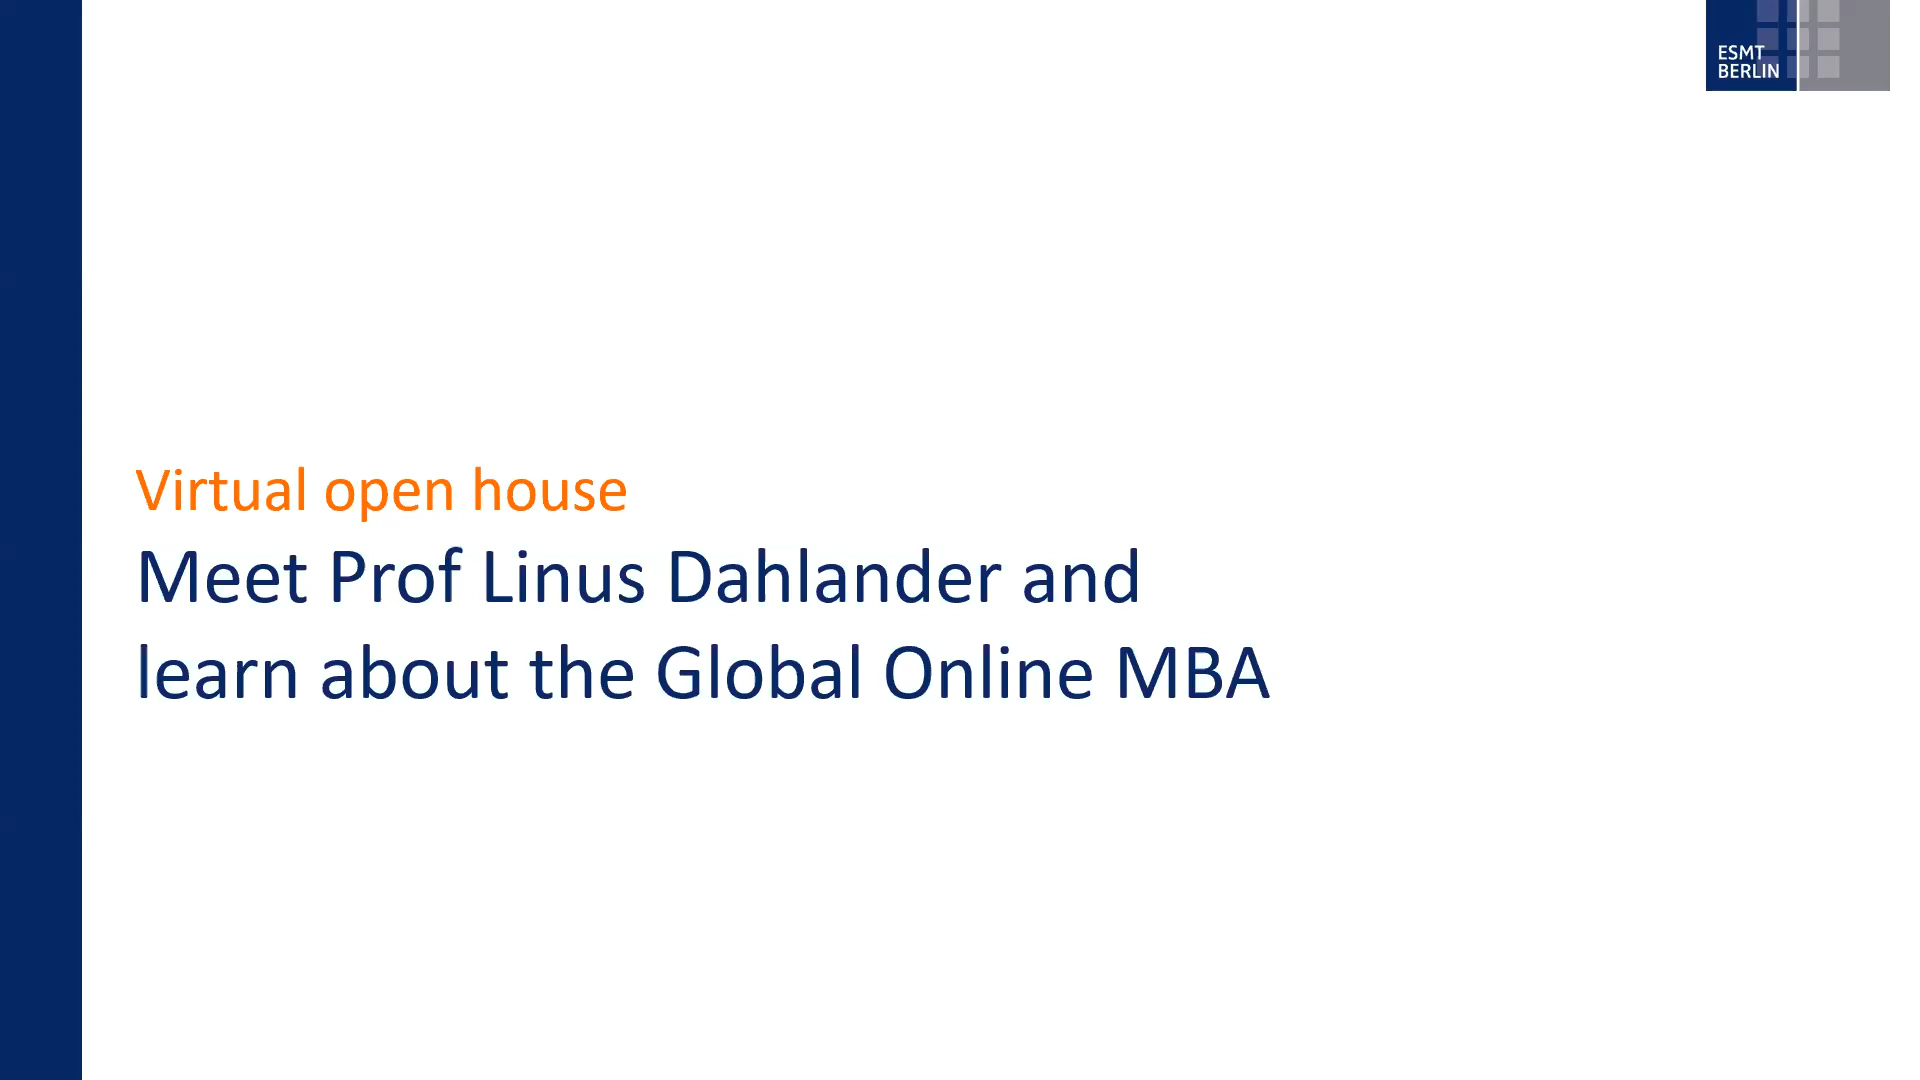 ESMT
BERLIN
Virtual open house
Meet Prof Linus Dahlander and
learn about the Global Online MBA